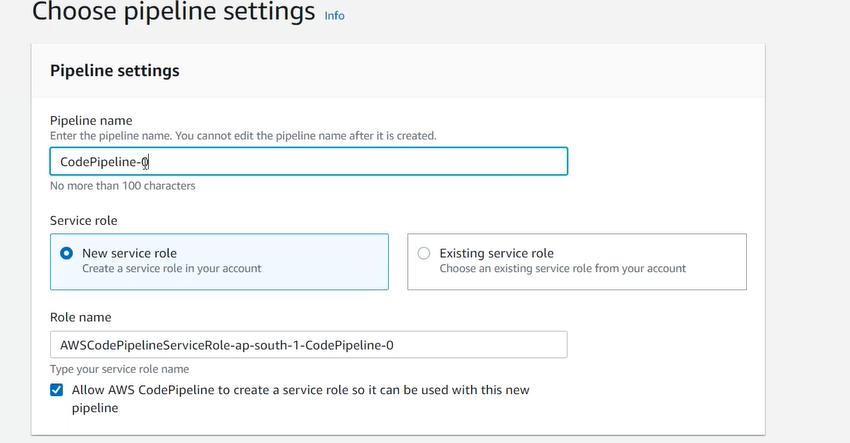 Choose pipeline settings Info
Pipeline settings
Pipeline name
Enter the pipeline name. You cannot edit the pipeline name after it is created.
CodePipeline-0
No more than 100 characters
Service role
New service role
Create a service role in your account
Existing service role
Choose an existing service role from your account
Role name
AWSCodePipelineServiceRole-ap-south-1-CodePipeline-0
Type your service role name
Allow AWS CodePipeline to create a service role so it can be used with this new
pipeline